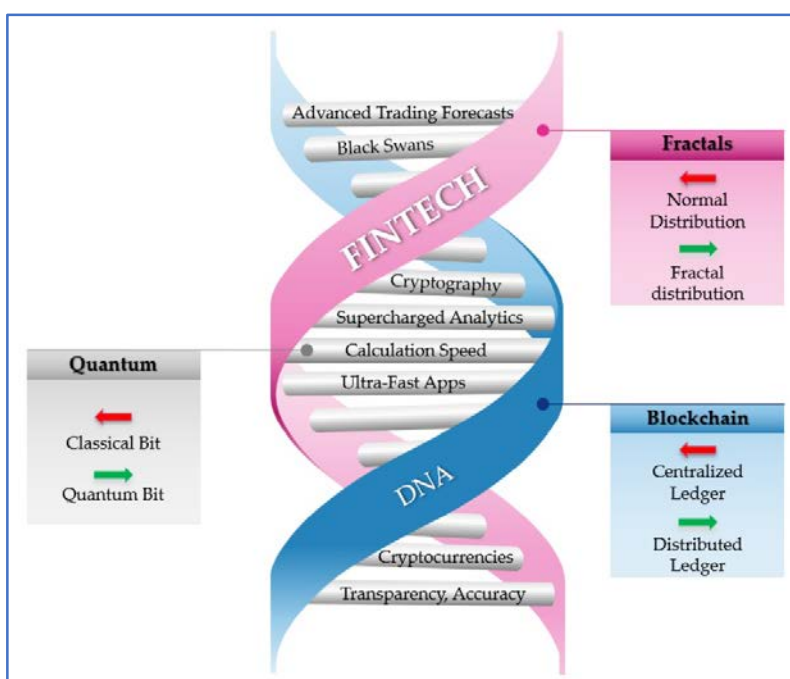 Advanced Trading Forecasts
Black Swans
FINTECH
Cryptography
Supercharged Analytics
Calculation Speed
Ultra-Fast Apps
DNA
Cryptocurrencies
Transparency, Accuracy
Fractals
Normal
Distribution
Fractal
distribution
Quantum
Classical Bit
Quantum Bit
Blockchain
Centralized
Ledger
Distributed
Ledger